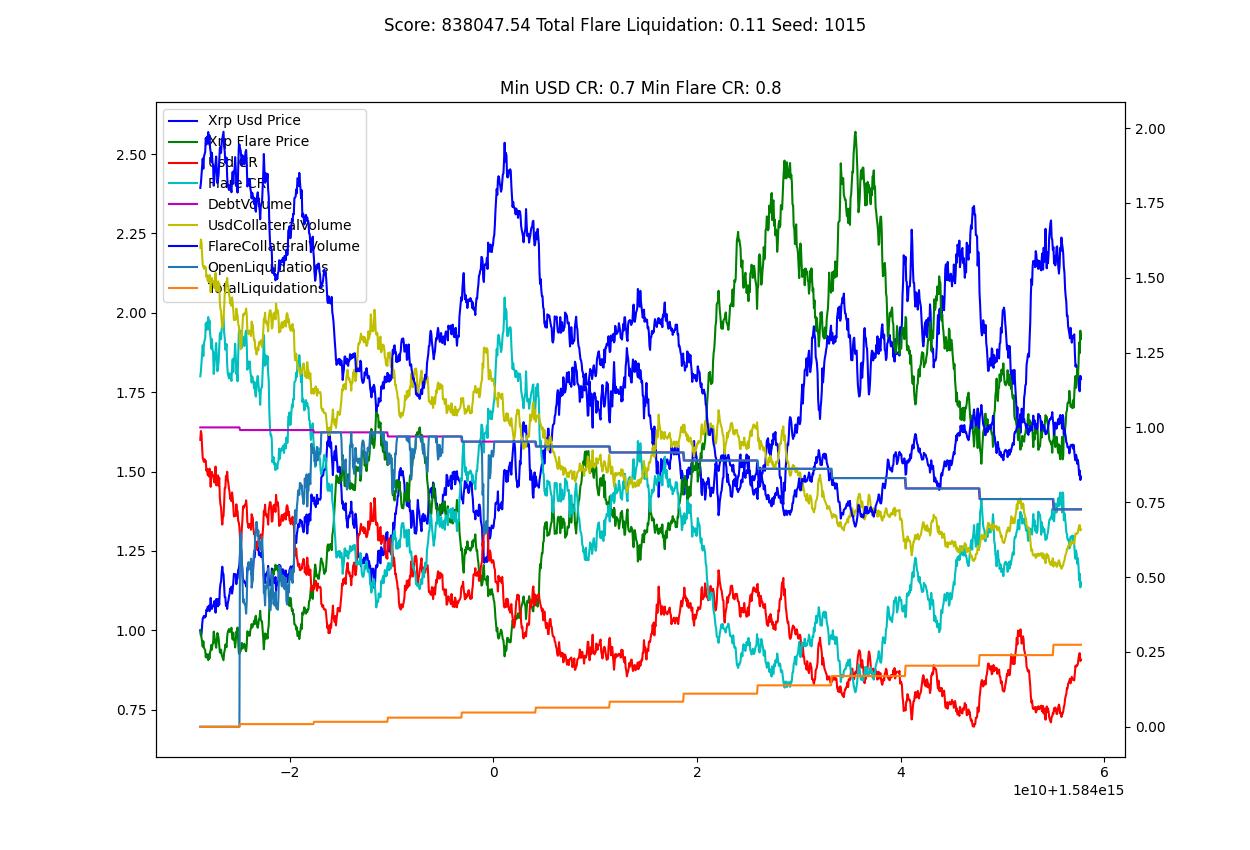 Score: 838047.54 Total Flare Liquidation: 0.11 Seed: 1015
Min USD CR: 0.7 Min Flare CR: 0.8
Xrp Usd Price
Xrp Flare Price
Usd CR
Flare CR
DebtVolume
UsdCollateralVolume
FlareCollateralVolume
OpenLiquidations
TotalLiquidations
2.50
2.25
2.00
1.75
1.50
1.25
1.00
0.75
2.00
1.75
1.50
1.25
1.00
0.75
0.50
0.25
0.00
−2 0 2 4 6
1e10+1.584e15